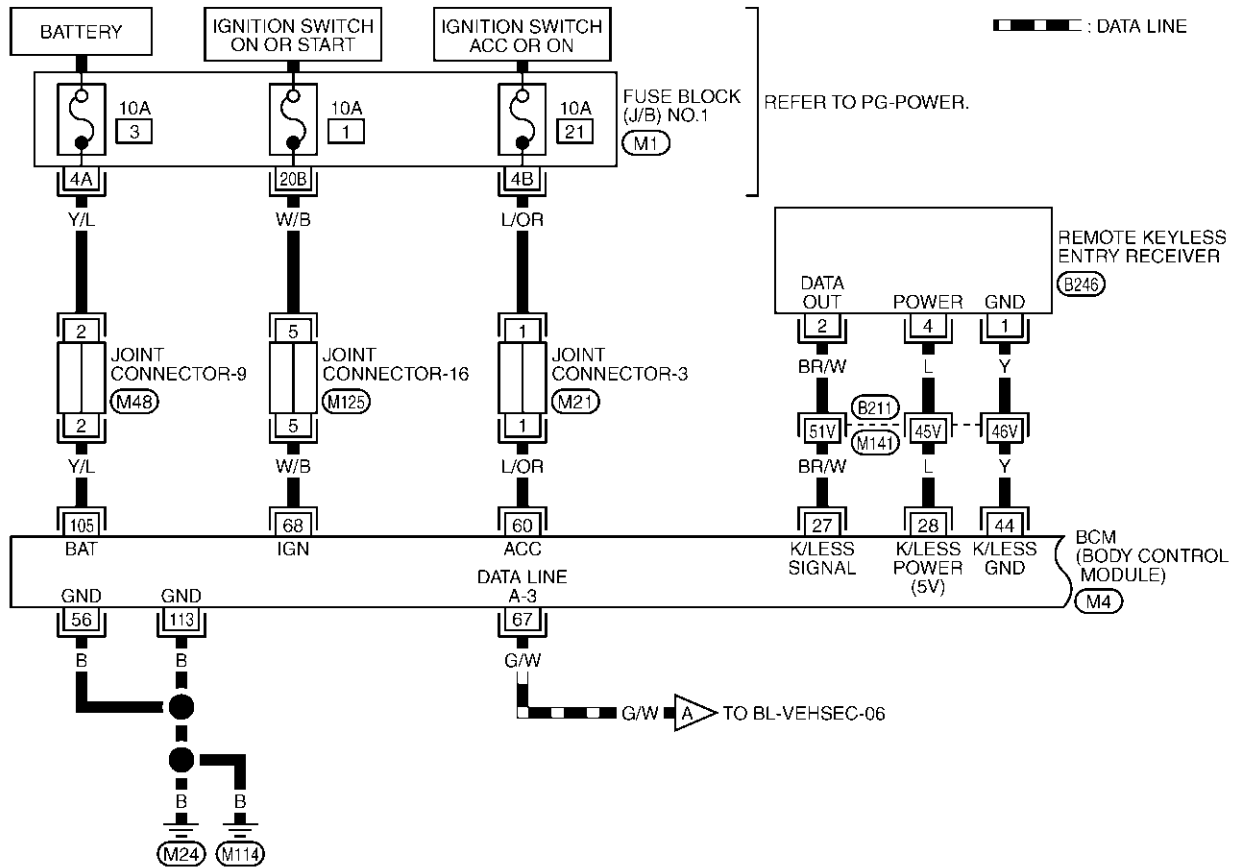 BATTERY
IGNITION SWITCH
ON OR START
IGNITION SWITCH
ACC OR ON
: DATA LINE
10A
3
10A
1
10A
21
FUSE BLOCK
(J/B) NO.1
M1
REFER TO PG-POWER.
4A
20B
4B
Y/L
W/B
L/OR
REMOTE KEYLESS
ENTRY RECEIVER
B246
DATA
OUT
POWER
GND
2
4
1
2
5
1
JOINT
CONNECTOR-9
M48
JOINT
CONNECTOR-16
M125
JOINT
CONNECTOR-3
M21
BR/W
L
Y
B211
51V
45V
46V
M141
2
5
1
Y/L
W/B
L/OR
BR/W
L
Y
105
68
60
27
28
44
BAT
IGN
ACC
K/LESS
SIGNAL
K/LESS
POWER
(5V)
K/LESS
GND
BCM
(BODY CONTROL
MODULE)
M4
DATA LINE
A-3
GND
GND
56
113
67
B
B
G/W
G/W
A
TO BL-VEHSEC-06
B
B
M24
M114